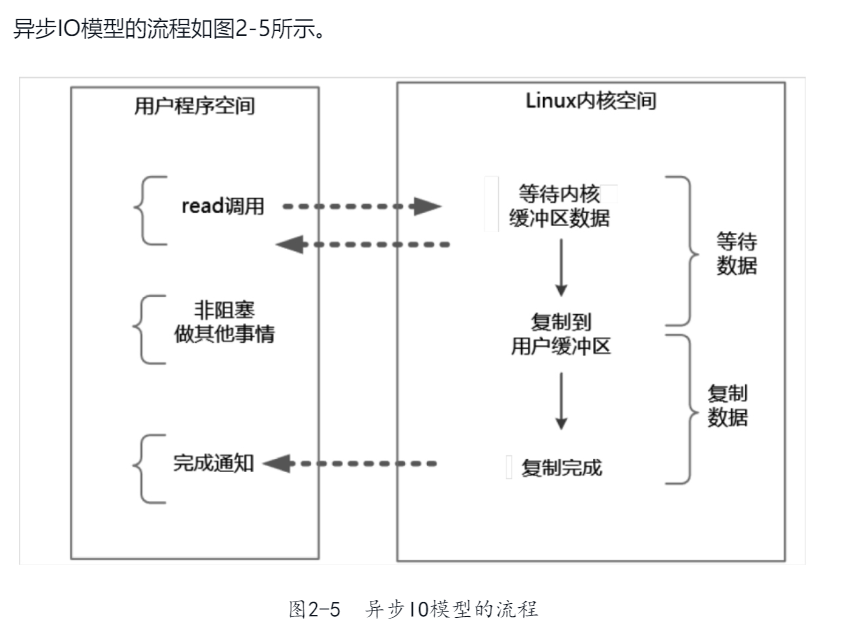 异步IO模型的流程如图2-5所示。
用户程序空间
Linux内核空间
read调用
等待内核
缓冲区数据
等待
数据
非阻塞
做其他事情
复制到
用户缓冲区
复制
数据
完成通知
复制完成
图2-5 异步IO模型的流程